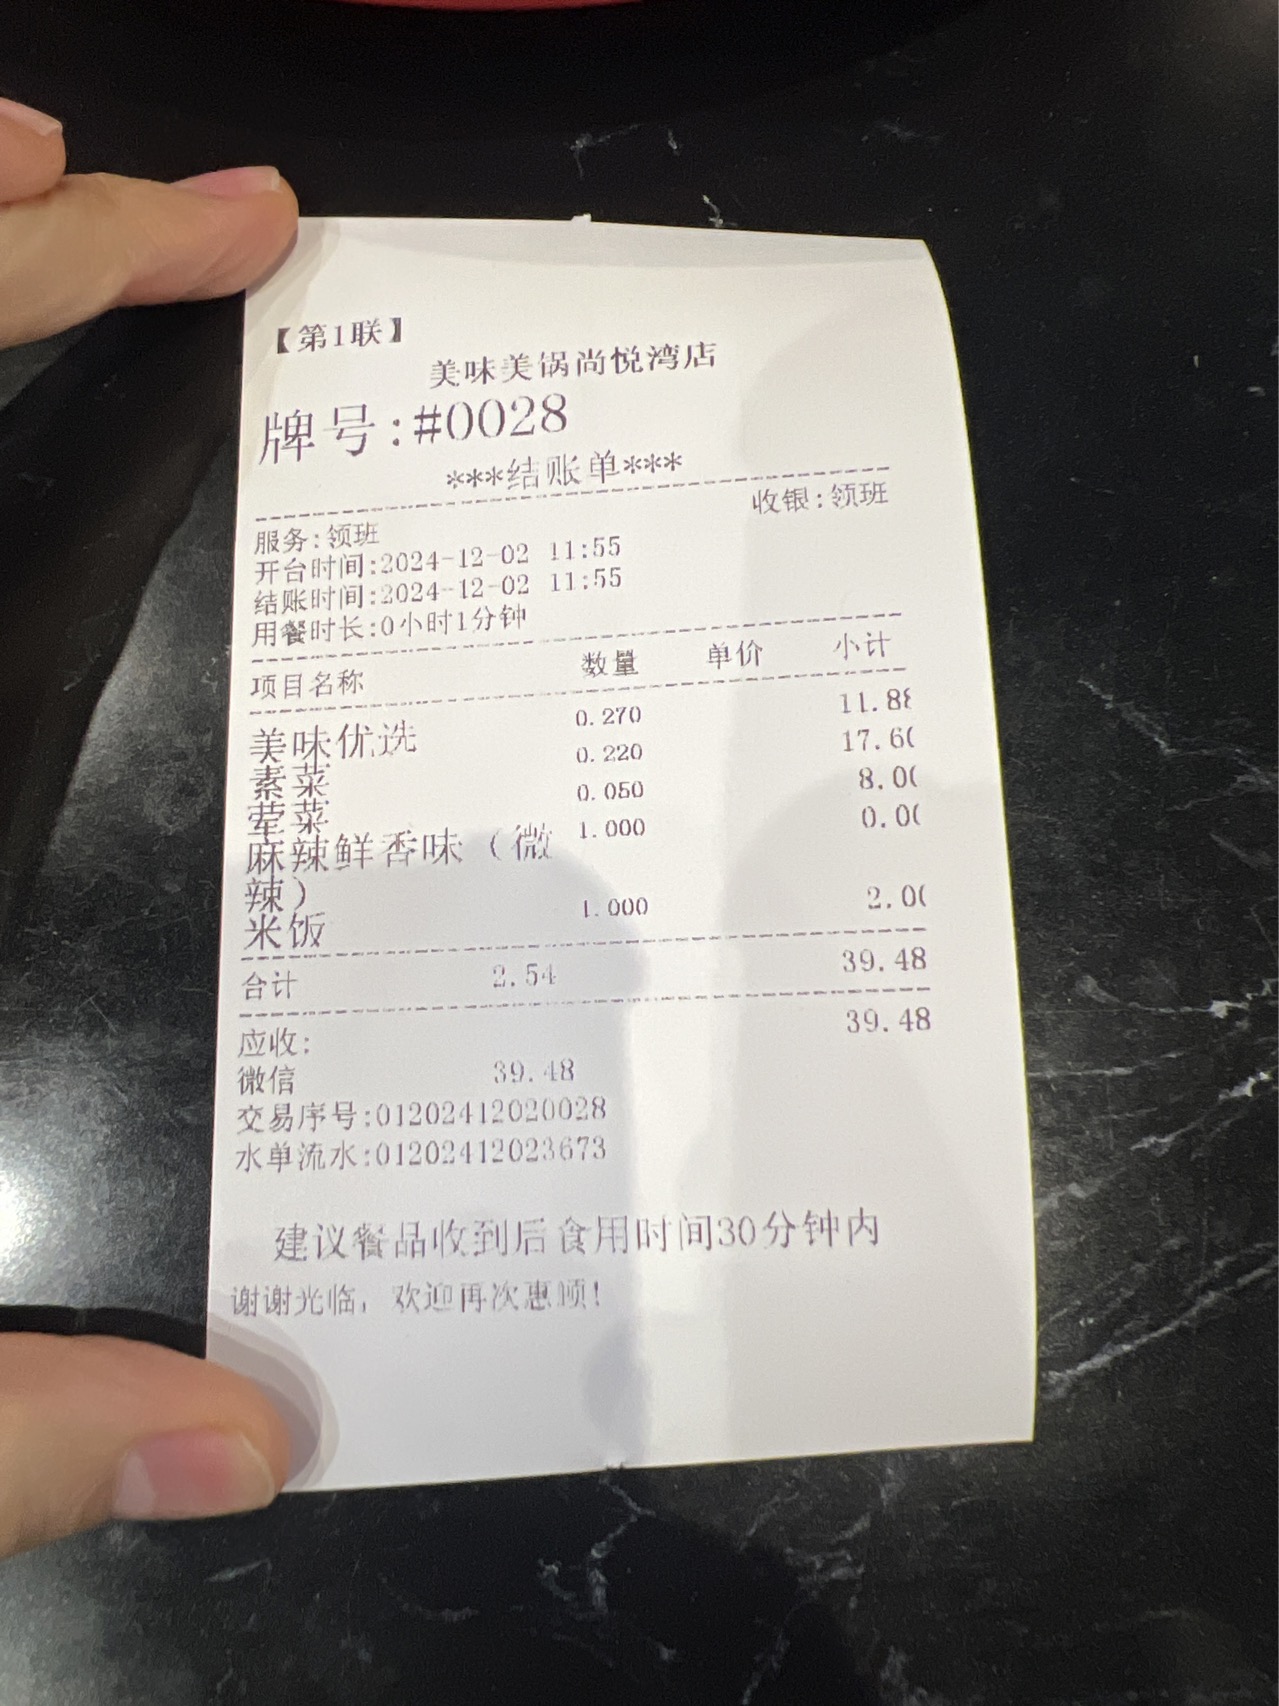 【第1联】
美味美锅尚悦湾店
牌号:#0028
***结账单***
收银:领班
服务:领班
开台时间:2024-12-02 11:55
结账时间:2024-12-02 11:55
用餐时长:0小时1分钟
项目名称 数量 单价 小计
美味优选 0.270 11.88
素菜 0.220 17.60
荤菜 0.050 8.00
麻辣鲜香味（微 1.000 0.00
辣）
米饭 1.000 2.00
合计 2.54 39.48
应收: 39.48
微信 39.48
交易序号:01202412020028
水单流水:01202412023673
建议餐品收到后食用时间30分钟内
谢谢光临，欢迎再次惠顾!